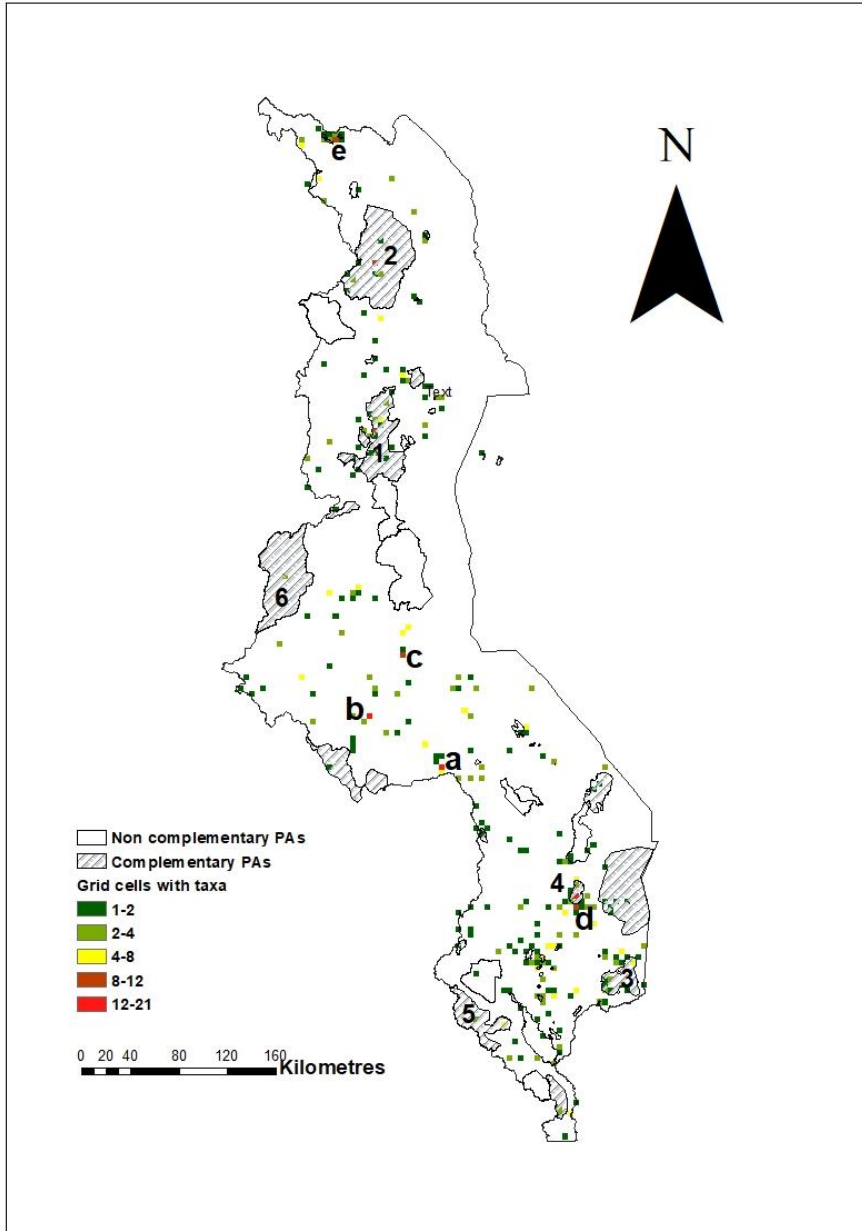 N
e
2
Text
1
6
c
b
a
Non complementary PAs
Complementary PAs
Grid cells with taxa
1-2
2-4
4-8
8-12
12-21
4
d
3
5
0 20 40 80 120 160
Kilometres